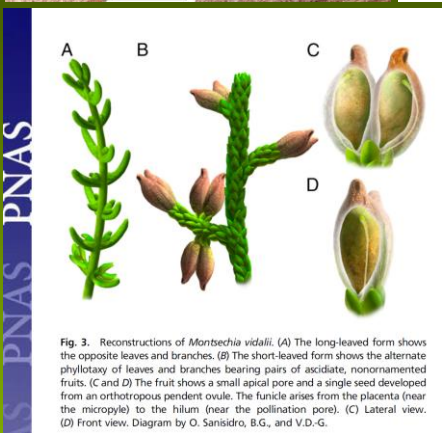 A
B
C
D
PNAS
PNAS
PNAS
Fig. 3. Reconstructions of Montsechia vidalii. (A) The long-leaved form shows
the opposite leaves and branches. (B) The short-leaved form shows the alternate
phyllotaxy of leaves and branches bearing pairs of ascidiate, nonornamented
fruits. (C and D) The fruit shows a small apical pore and a single seed developed
from an orthotropous pendent ovule. The funicle arises from the placenta (near
the micropyle) to the hilum (near the pollination pore). (C) Lateral view.
(D) Front view. Diagram by O. Sanisidro, B.G., and V.D.-G.